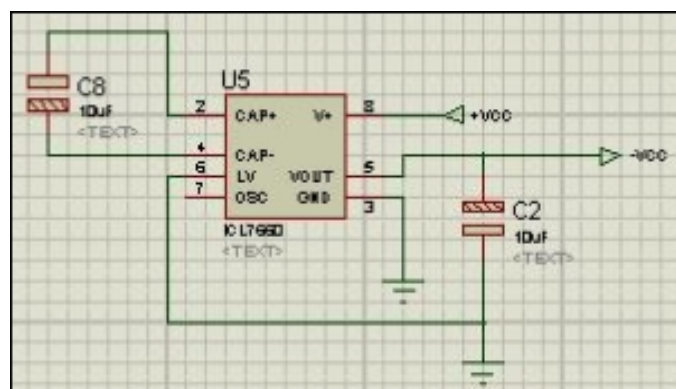 U5
C8
10uF
<TEXT>
2 CAP+ V+ 8
+VCC
4 CAP-
6 LV VOUT 5
-VCC
7 OSC GND 3
ICL7660
<TEXT>
C2
10uF
<TEXT>